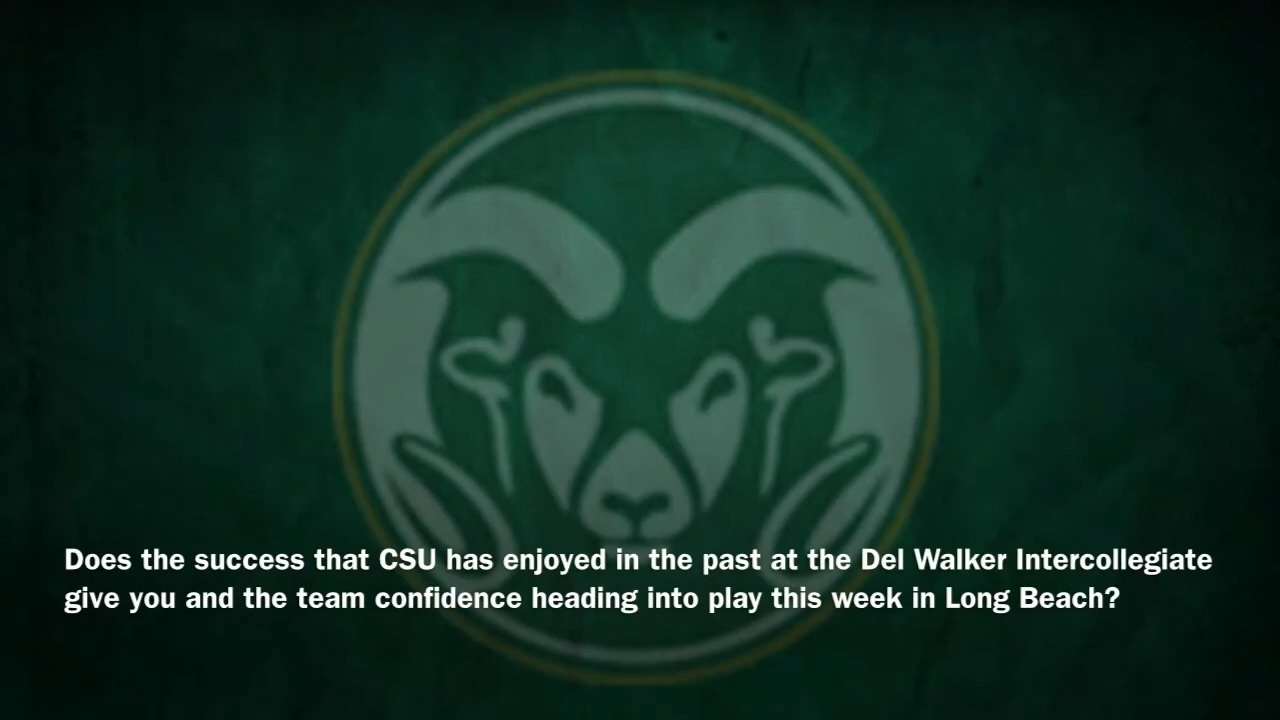 Does the success that CSU has enjoyed in the past at the Del Walker Intercollegiate
give you and the team confidence heading into play this week in Long Beach?